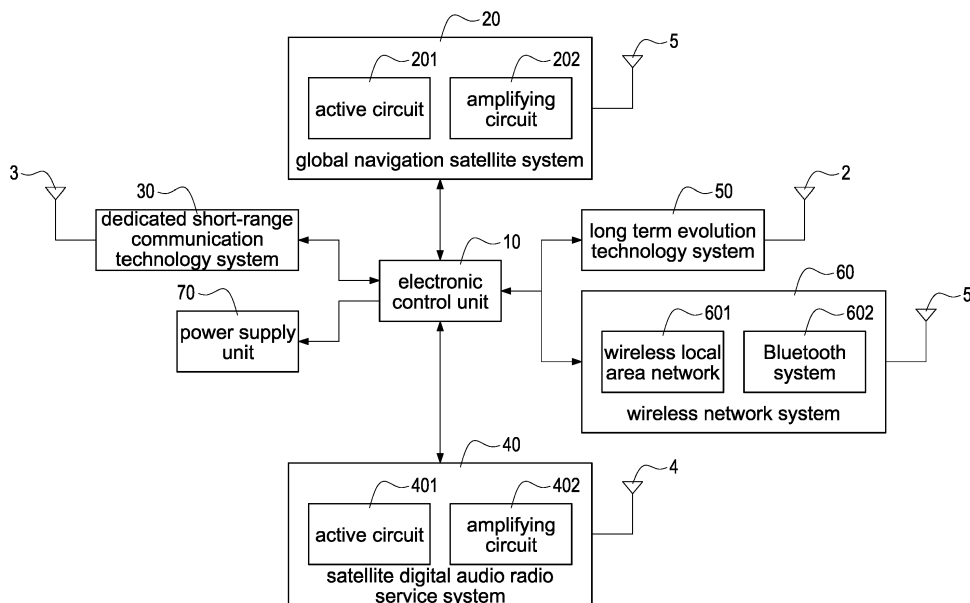 20
5
201
202
active circuit
amplifying
circuit
global navigation satellite system
3
30
dedicated short-range
communication
technology system
50
2
long term evolution
technology system
10
electronic
control unit
70
power supply
unit
60
5
601
602
wireless local
area network
Bluetooth
system
wireless network system
40
4
401
402
active circuit
amplifying
circuit
satellite digital audio radio
service system